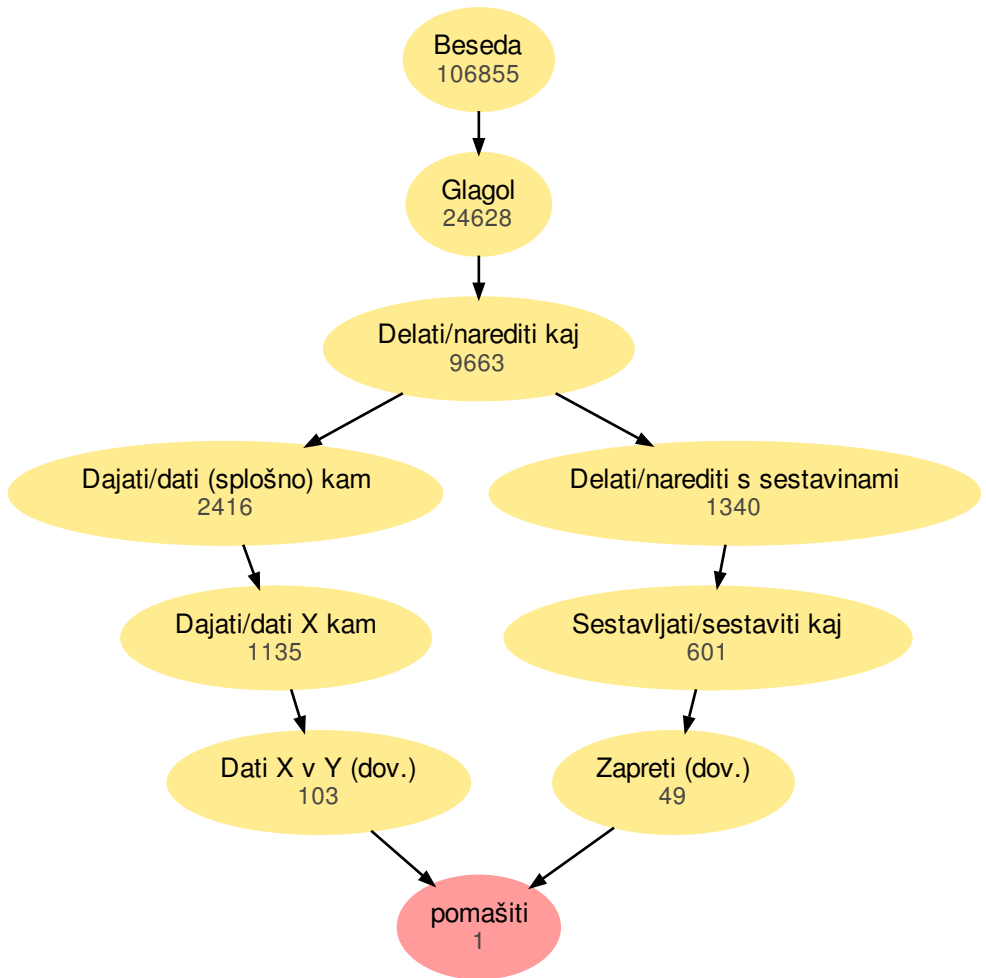 Beseda
106855
Glagol
24628
Delati/narediti kaj
9663
Dajati/dati (splošno) kam
2416
Delati/narediti s sestavinami
1340
Dajati/dati X kam
1135
Sestavljati/sestaviti kaj
601
Dati X v Y (dov.)
103
Zapreti (dov.)
49
pomašiti
1